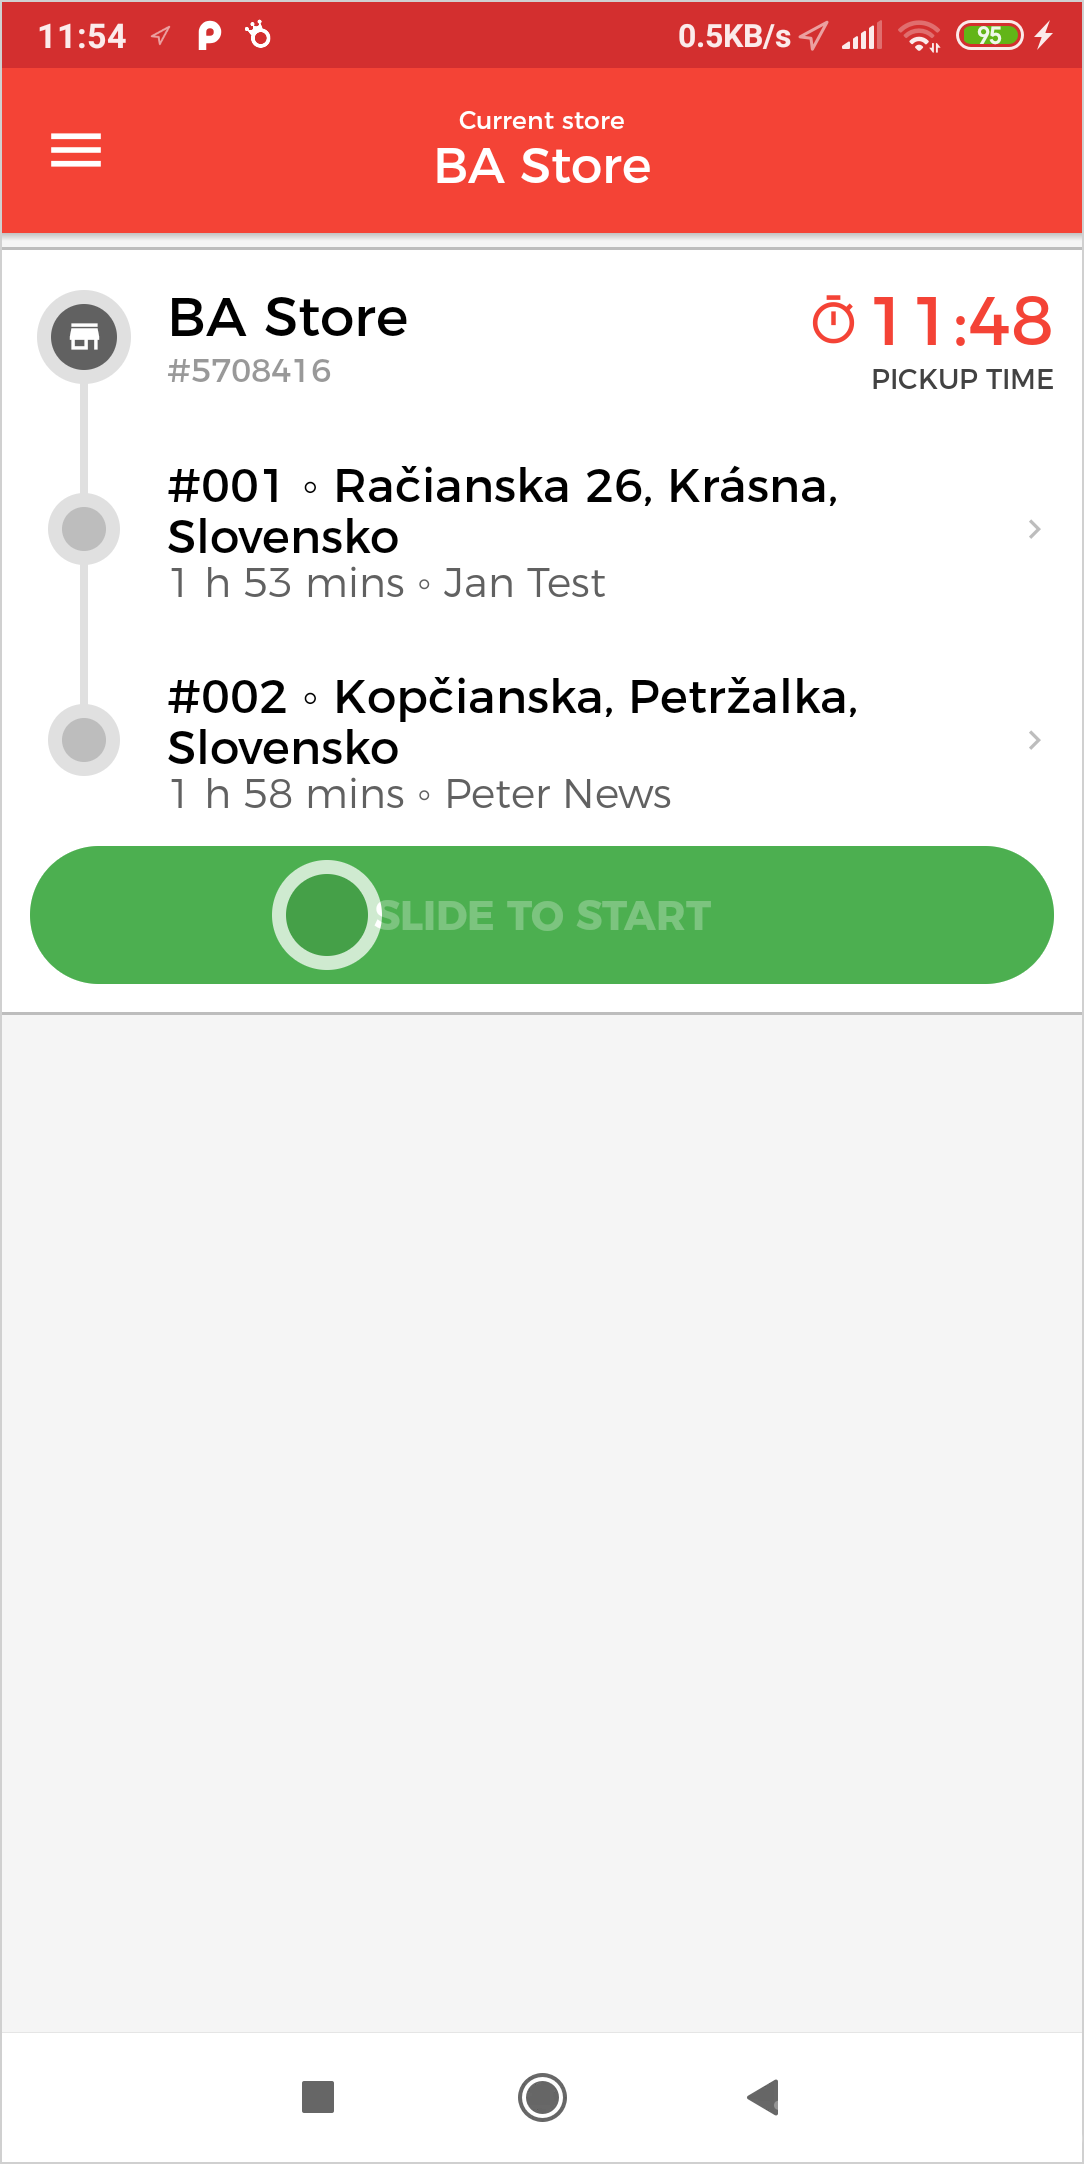 11:54
0.5KB/s
95
Current store
BA Store
BA Store
11:48
#5708416
PICKUP TIME
#001 ◦ Račianska 26, Krásna,
Slovensko
1 h 53 mins ◦ Jan Test
#002 ◦ Kopčianska, Petržalka,
Slovensko
1 h 58 mins ◦ Peter News
SLIDE TO START